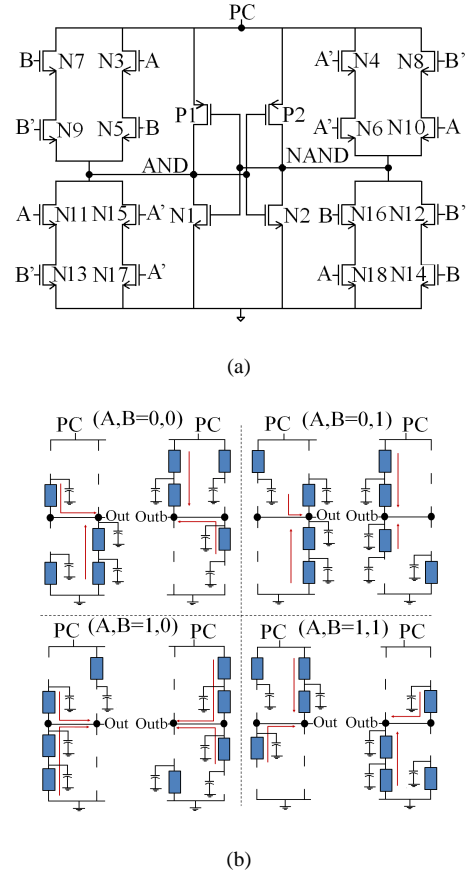 PC
B N7 N3 A
A' N4 N8 B'
P1 P2
B' N9 N5 B
A' N6 N10 A
AND NAND
A N11 N15 A'
N1 N2
B N16 N12 B'
B' N13 N17 A'
A N18 N14 B
(a)
PC (A,B=0,0) PC
Out Outb
PC (A,B=0,1) PC
Out Outb
PC (A,B=1,0) PC
Out Outb
PC (A,B=1,1) PC
Out Outb
(b)